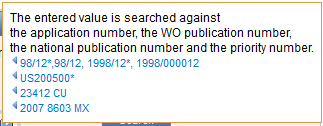 The entered value is searched against
the application number, the WO publication number,
the national publication number and the priority number.
98/12*,98/12, 1998/12*, 1998/000012
US200500*
23412 CU
2007 8603 MX